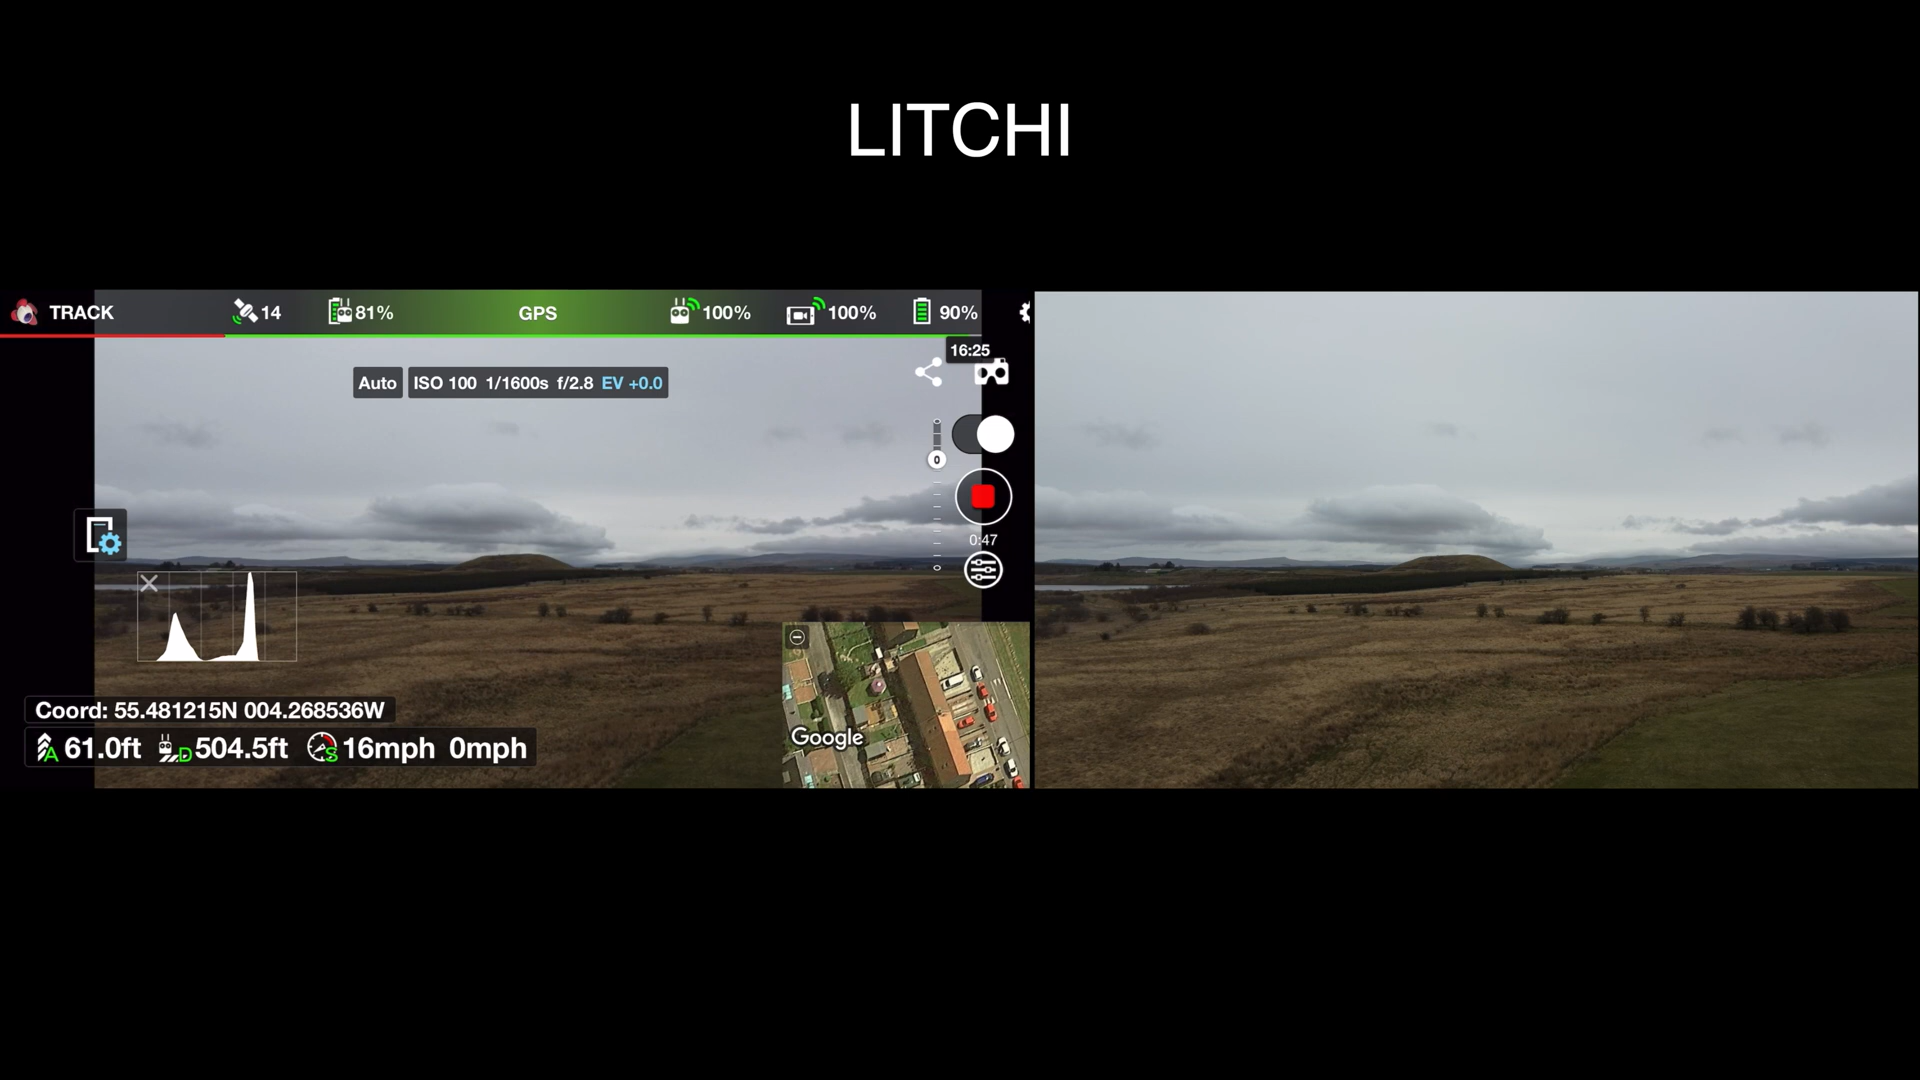 LITCHI
TRACK 14 81% GPS 100% 100% 90%
16:25
Auto ISO 100 1/1600s f/2.8 EV +0.0
0
0:47
Coord: 55.481215N 004.268536W
A 61.0ft D 504.5ft S 16mph 0mph
Google